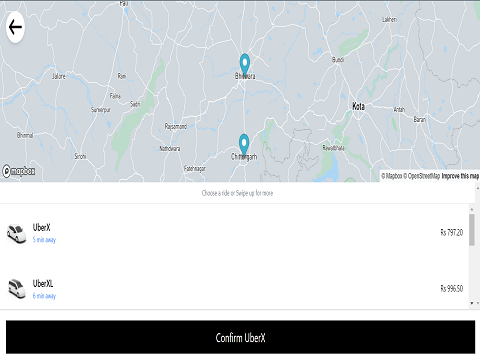 Pali
Lakheri
Bundi
Jalore
Rani
Bhilwara
Falna
Sadri
Sumerpur
Kota
Antah
Baran
Bhinmal
Rajsamand
Nathdwara
Rawatbhata
Sirohi
Chittorgarh
Fatehnagar
mapbox
© Mapbox © OpenStreetMap Improve this map
Choose a ride or Swipe up for more
UberX
5 min away
Rs 797.20
UberXL
6 min away
Rs 996.50
Confirm UberX